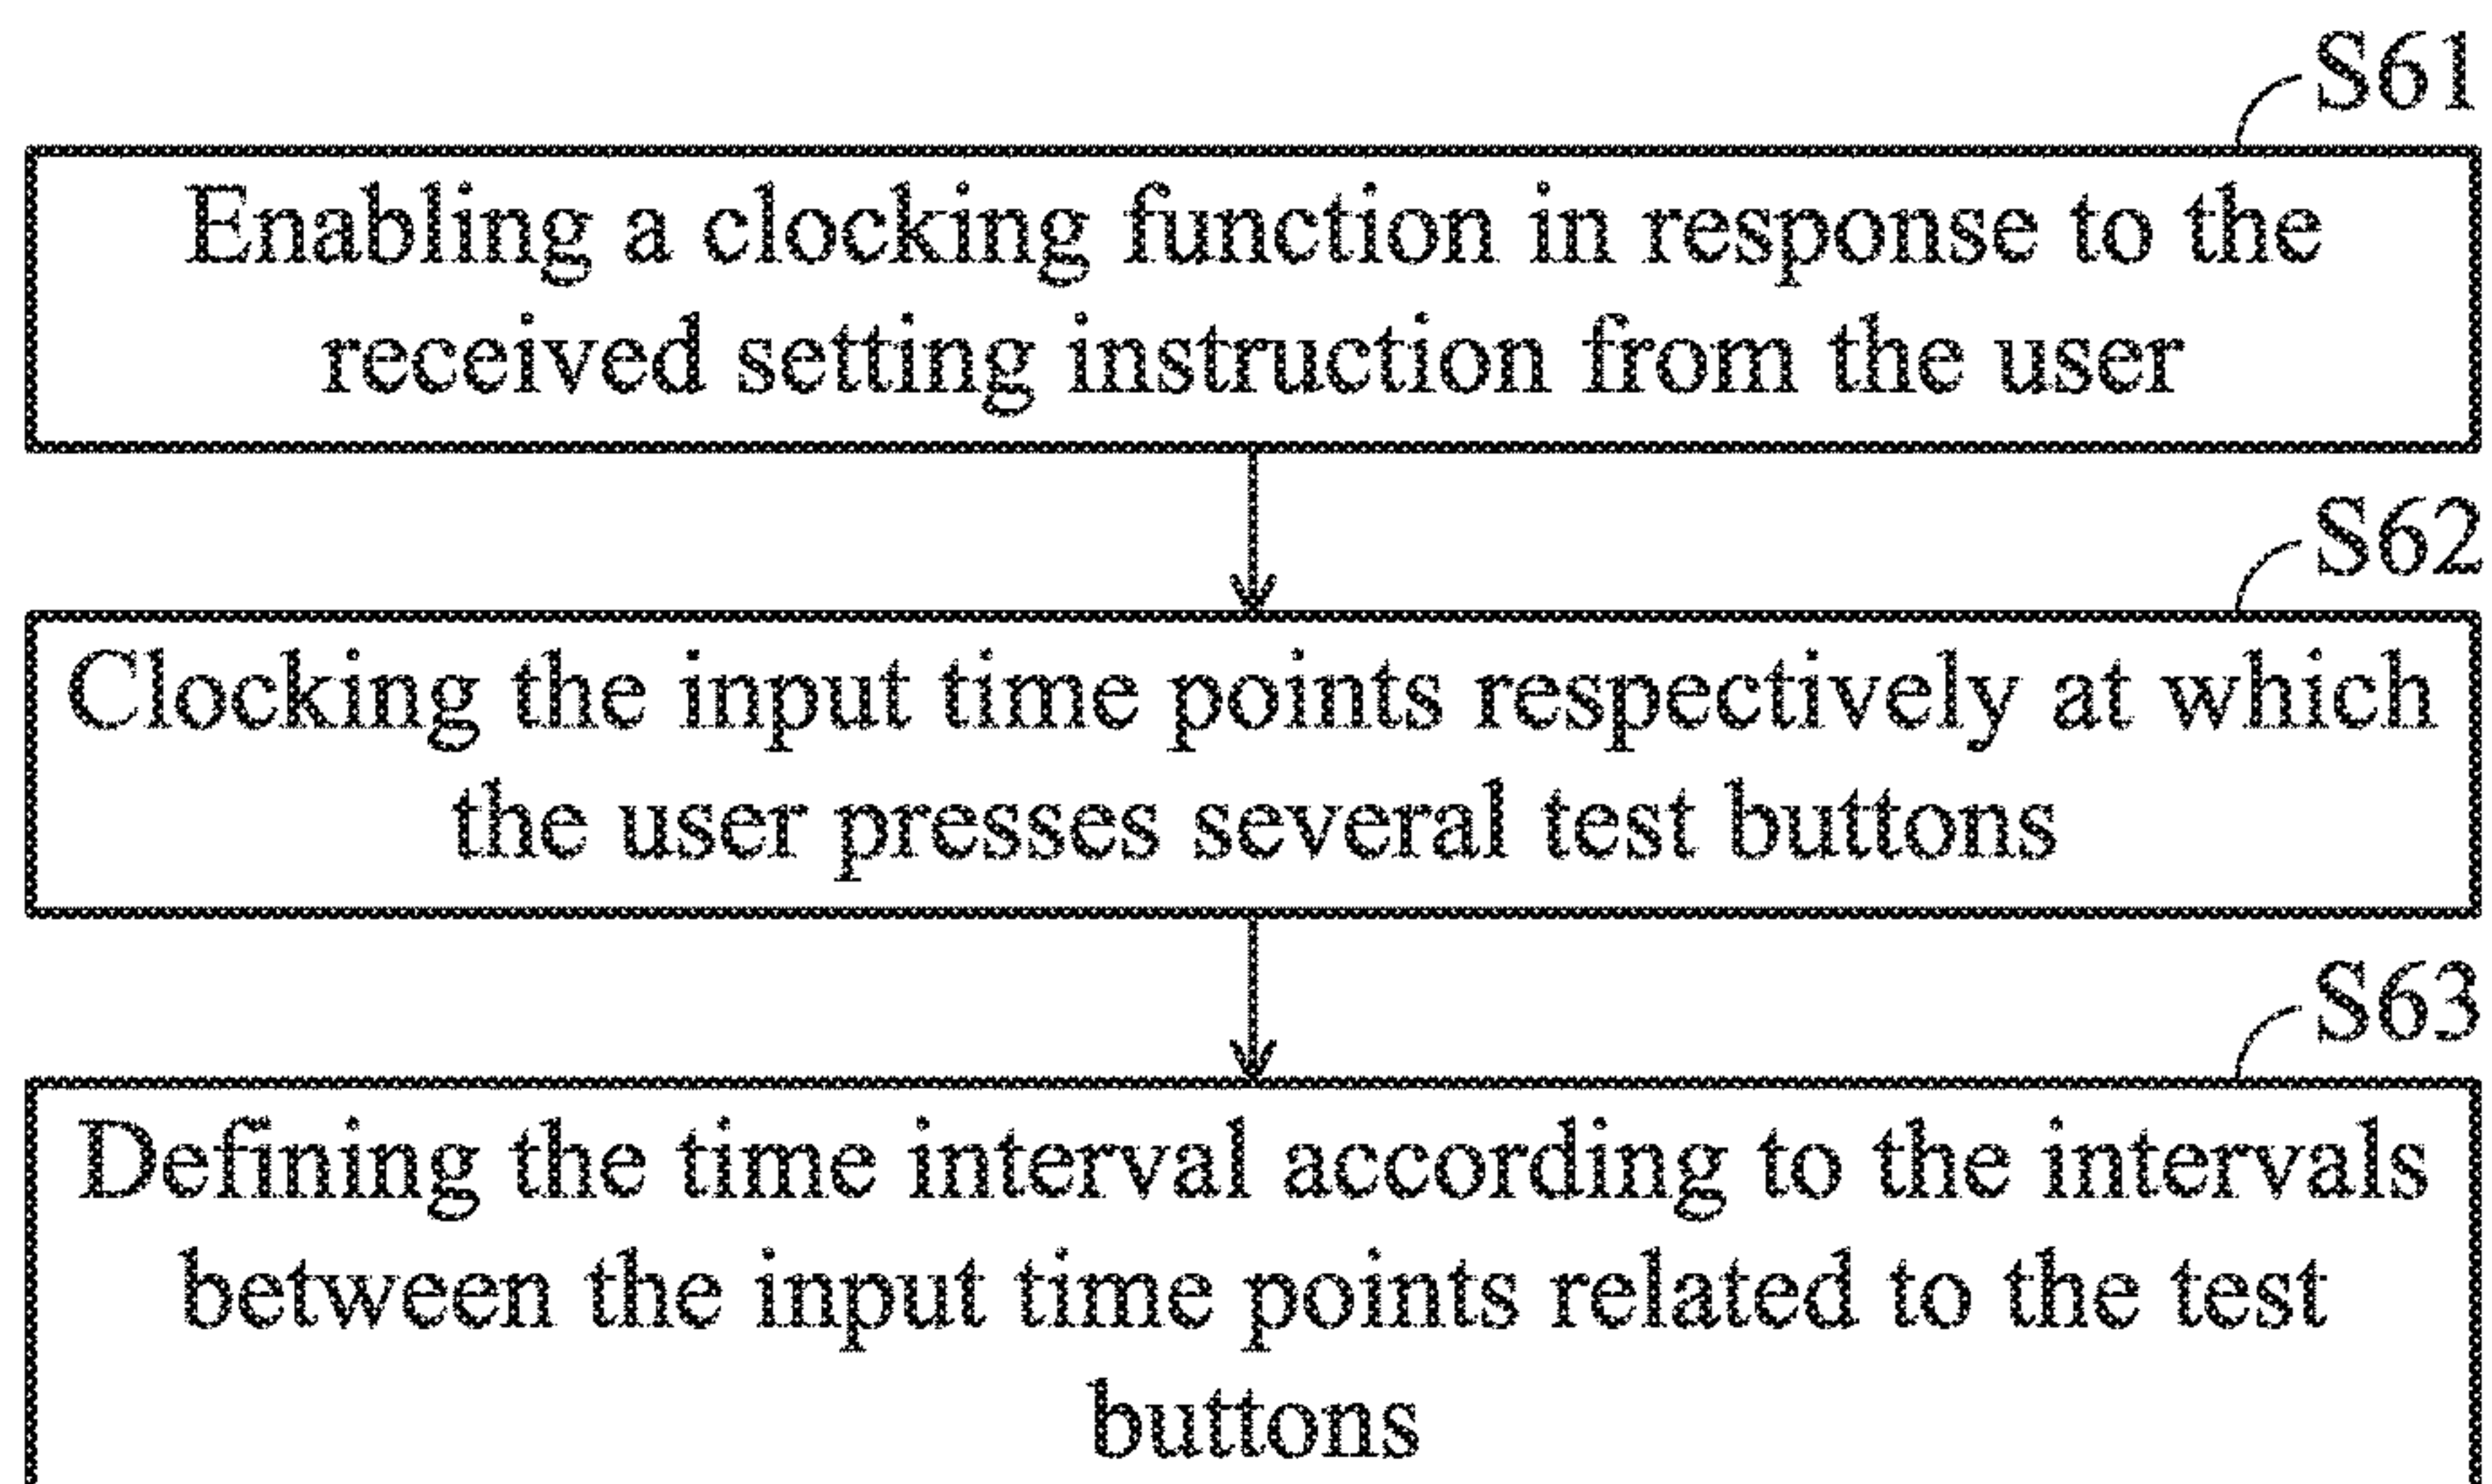 S61
Enabling a clocking function in response to the
received setting instruction from the user
S62
Clocking the input time points respectively at which
the user presses several test buttons
S63
Defining the time interval according to the intervals
between the input time points related to the test
buttons